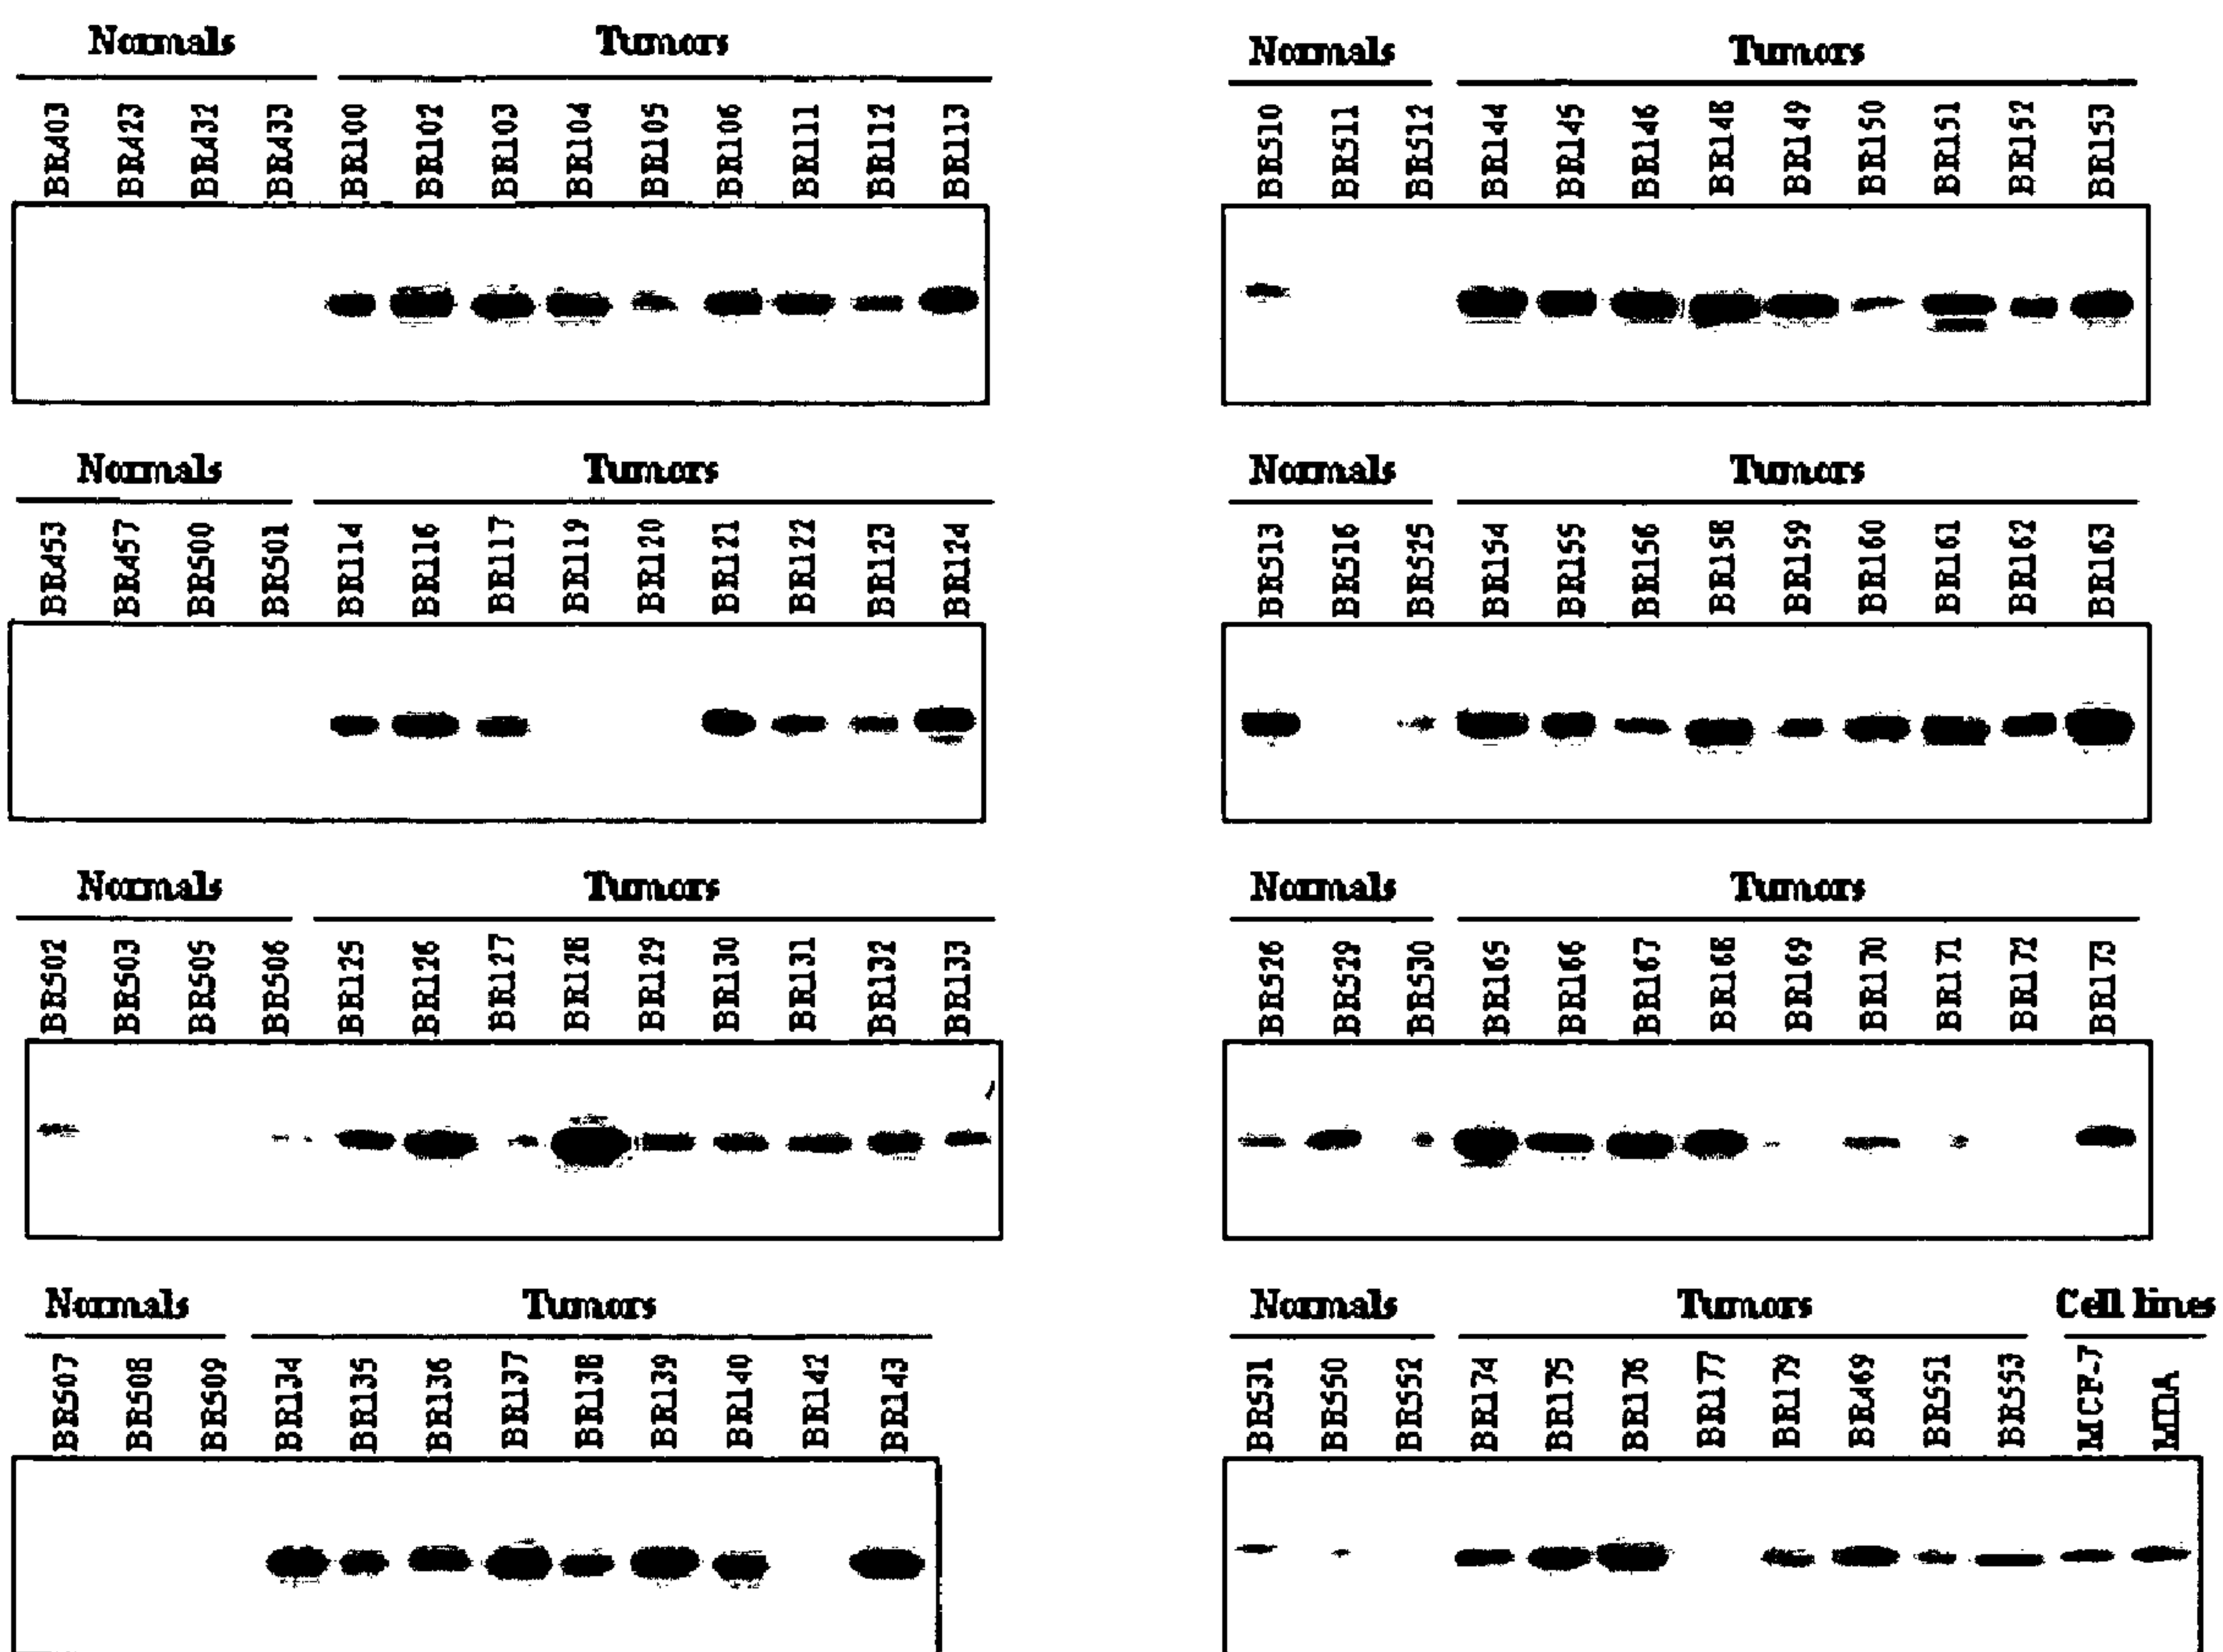 Normals Tumors
BR403 BR423 BR432 BR433 BR100 BR102 BR103 BR104 BR105 BR106 BR111 BR112 BR113
Normals Tumors
BR510 BR511 BR512 BR144 BR145 BR146 BR148 BR149 BR150 BR151 BR152 BR153
Normals Tumors
BR453 BR457 BR500 BR501 BR114 BR116 BR117 BR119 BR120 BR121 BR122 BR123 BR124
Normals Tumors
BR513 BR516 BR525 BR154 BR155 BR156 BR158 BR159 BR160 BR161 BR162 BR163
Normals Tumors
BR502 BR503 BR505 BR506 BR125 BR126 BR127 BR128 BR129 BR130 BR131 BR132 BR133
Normals Tumors
BR526 BR529 BR530 BR165 BR166 BR167 BR168 BR169 BR170 BR171 BR172 BR173
Normals Tumors
BR507 BR508 BR509 BR134 BR135 BR136 BR137 BR138 BR139 BR140 BR142 BR143
Normals Tumors Cell lines
BR531 BR550 BR552 BR174 BR175 BR176 BR177 BR179 BR469 BR551 BR553 MCF-7 MDA